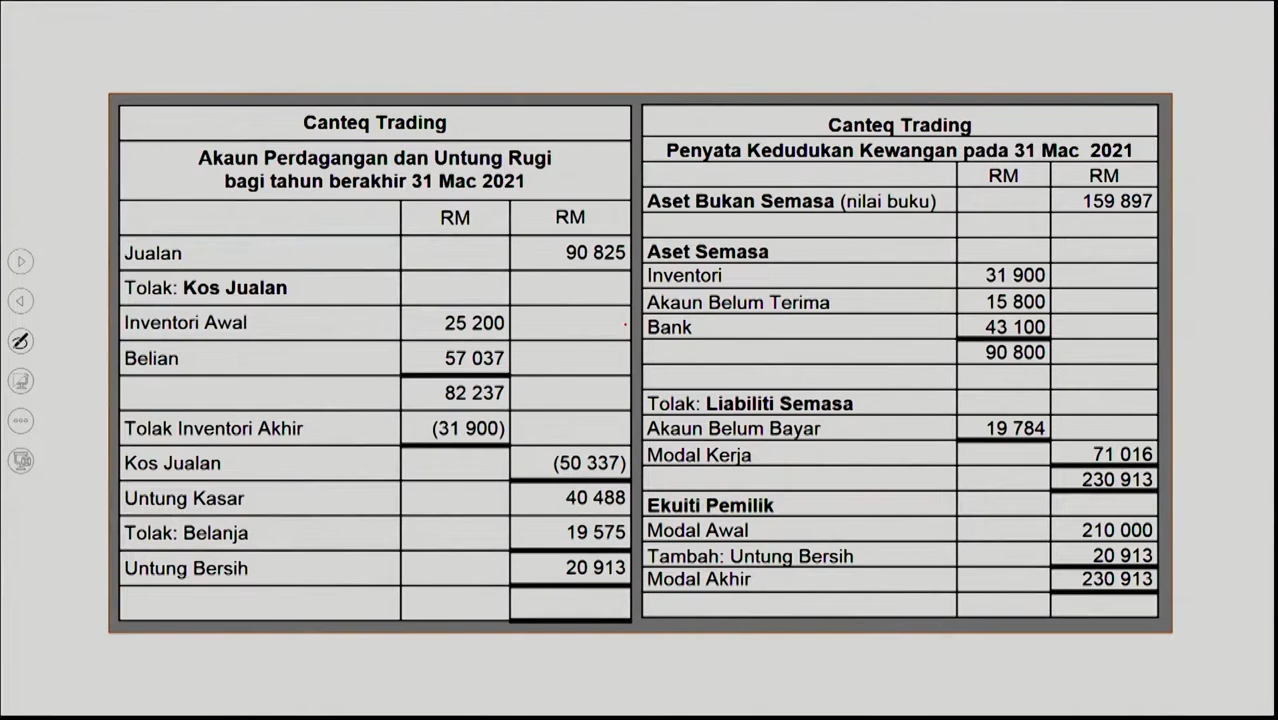 Canteq Trading
Akaun Perdagangan dan Untung Rugi
bagi tahun berakhir 31 Mac 2021
RM RM
Jualan 90 825
Tolak: Kos Jualan
Inventori Awal 25 200
Belian 57 037
82 237
Tolak Inventori Akhir (31 900)
Kos Jualan (50 337)
Untung Kasar 40 488
Tolak: Belanja 19 575
Untung Bersih 20 913
Canteq Trading
Penyata Kedudukan Kewangan pada 31 Mac 2021
RM RM
Aset Bukan Semasa (nilai buku) 159 897
Aset Semasa
Inventori 31 900
Akaun Belum Terima 15 800
Bank 43 100
90 800
Tolak: Liabiliti Semasa
Akaun Belum Bayar 19 784
Modal Kerja 71 016
230 913
Ekuiti Pemilik
Modal Awal 210 000
Tambah: Untung Bersih 20 913
Modal Akhir 230 913